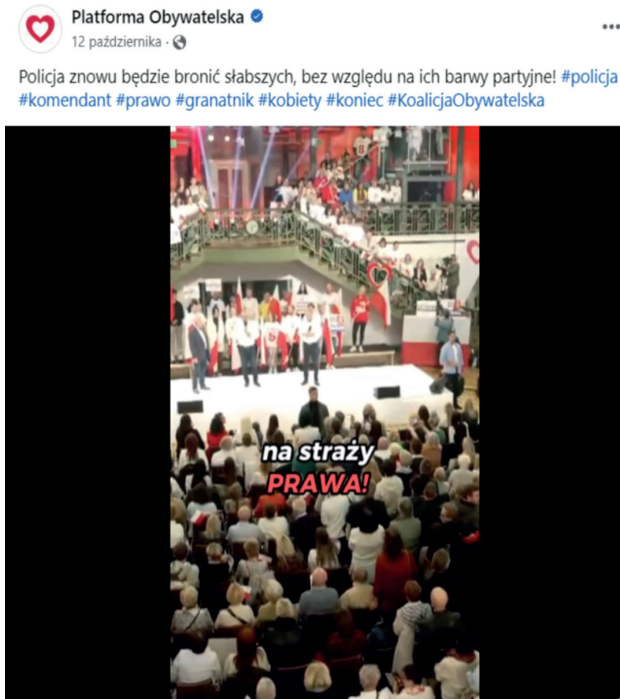 Platforma Obywatelska
12 października ·
Policja znowu będzie bronić słabszych, bez względu na ich barwy partyjne! #policja
#komendant #prawo #granatnik #kobiety #koniec #KoalicjaObywatelska
na straży
PRAWA!